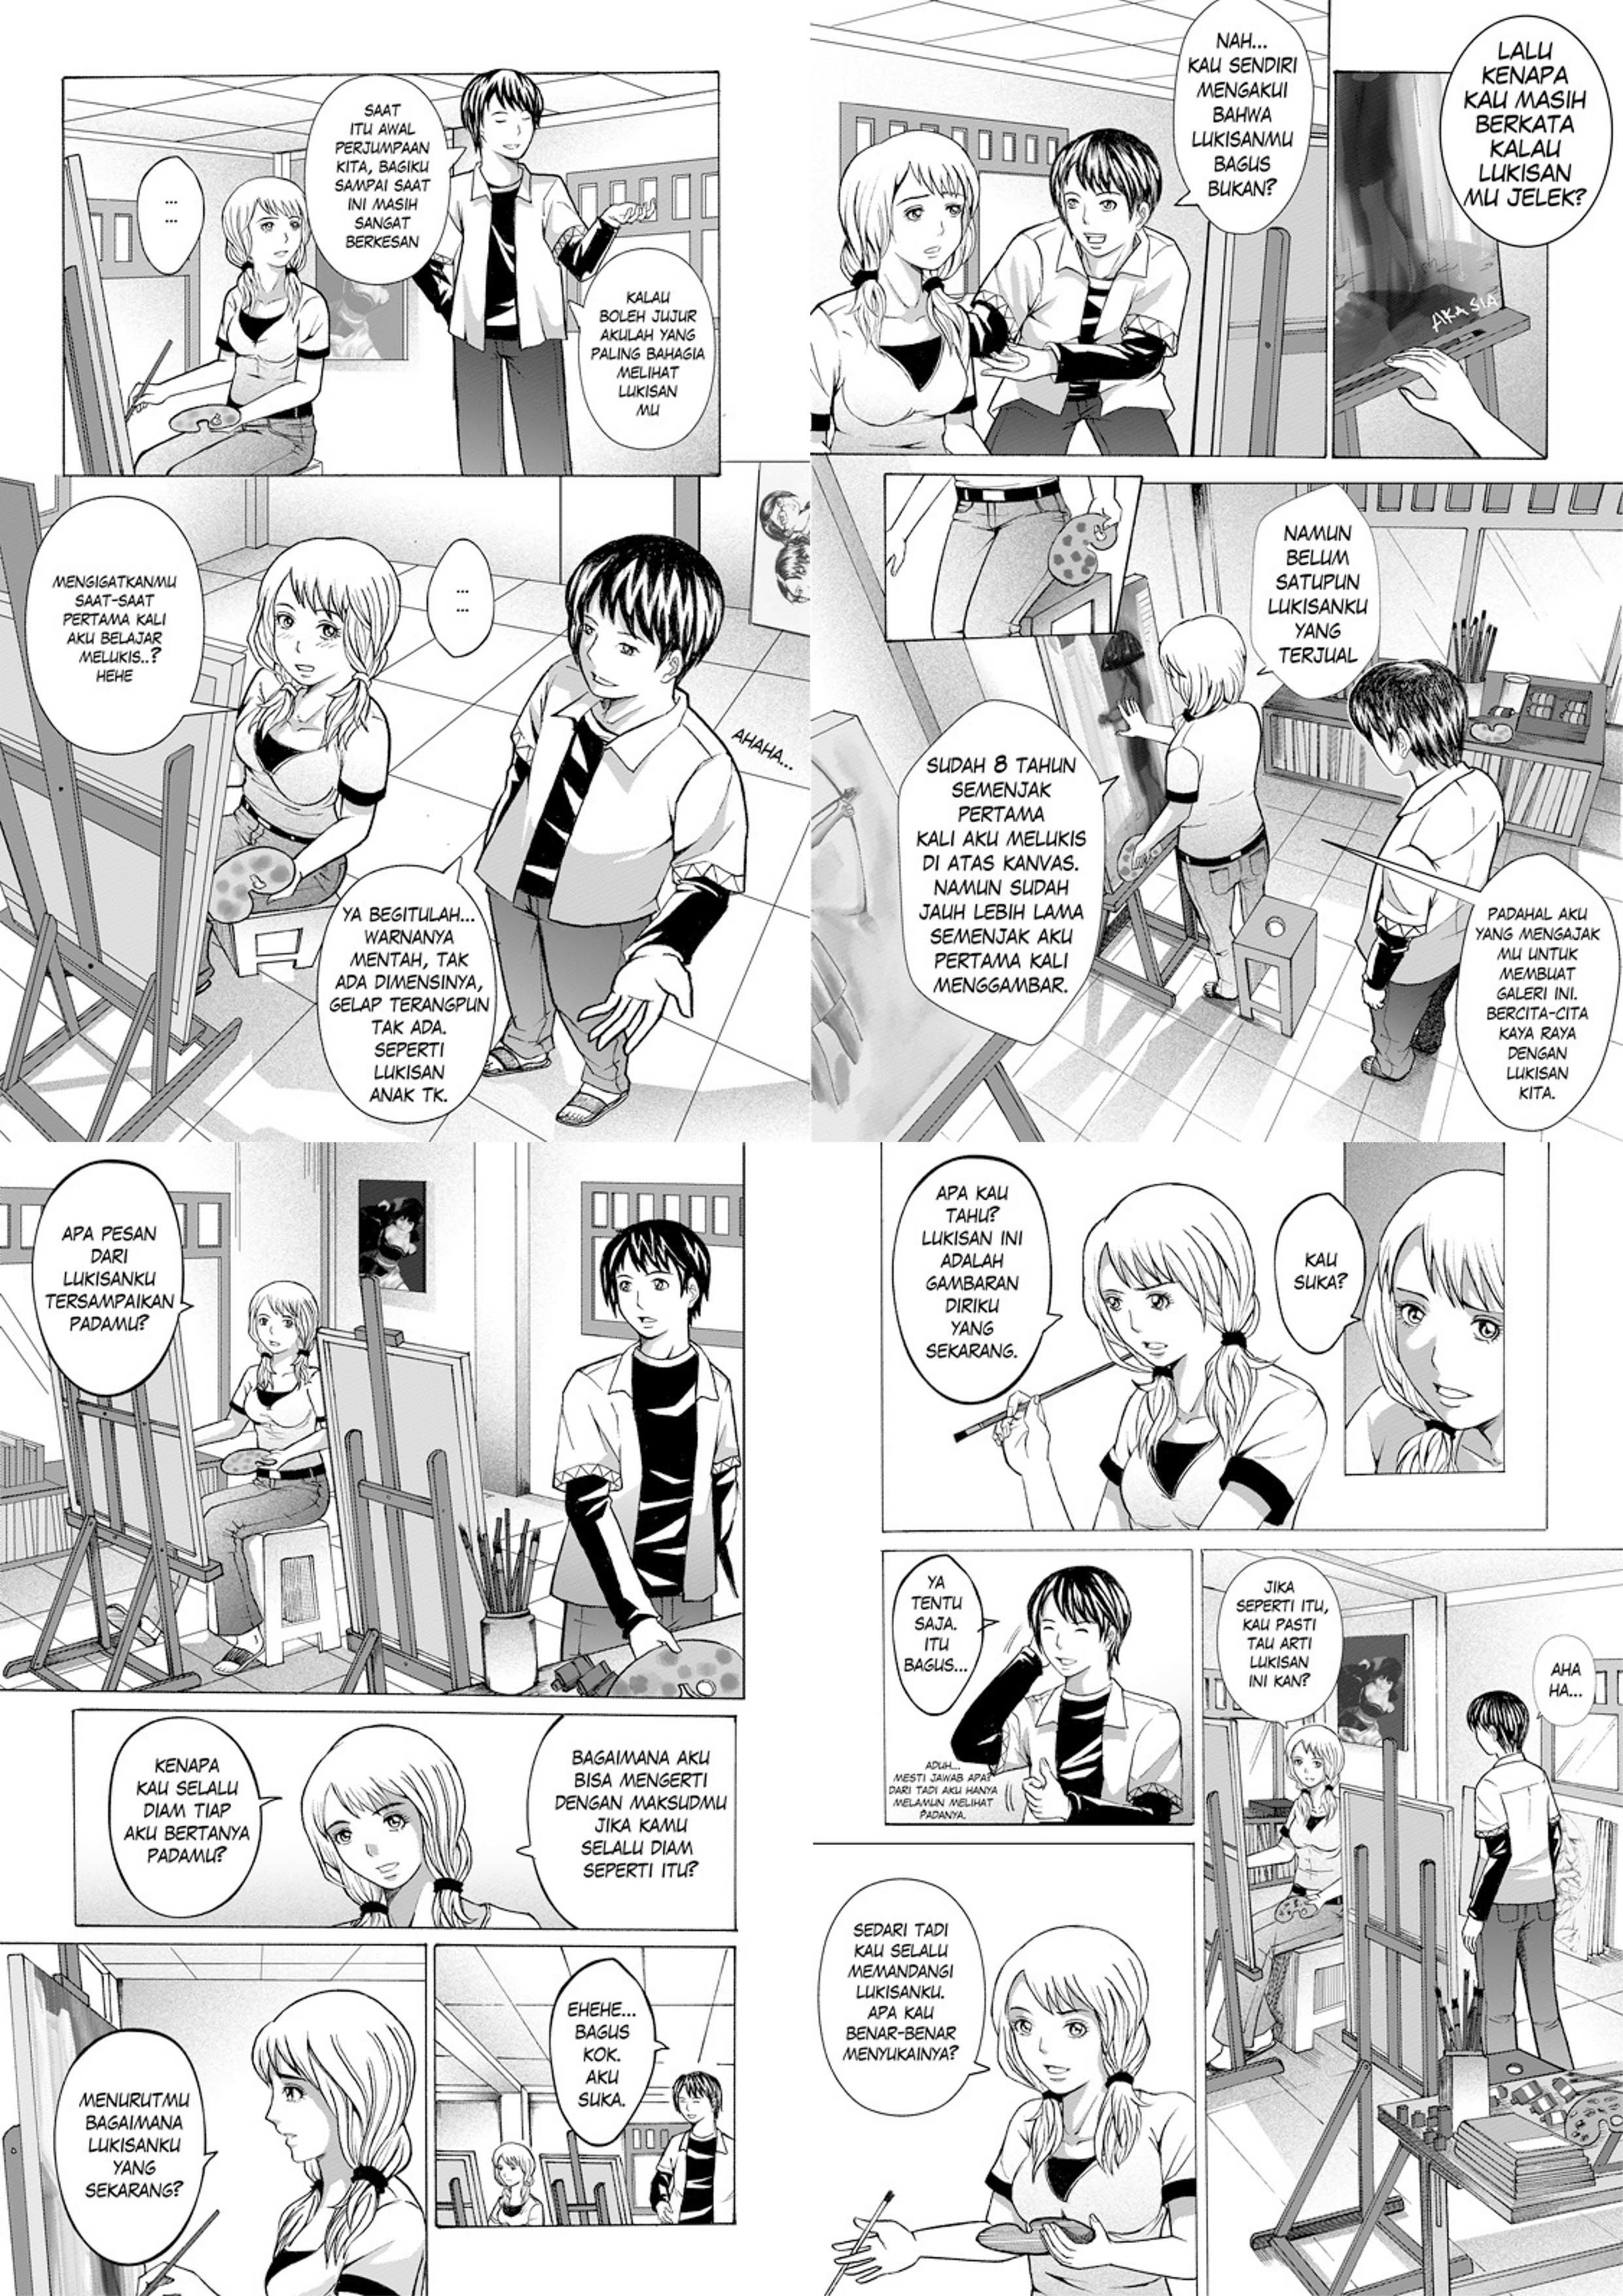 ...
...
SAAT
ITU AWAL
PERJUMPAAN
KITA, BAGIKU
SAMPAI SAAT
INI MASIH
SANGAT
BERKESAN
KALAU
BOLEH JUJUR
AKULAH YANG
PALING BAHAGIA
MELIHAT
LUKISAN
MU
MENGIGATKANMU
SAAT-SAAT
PERTAMA KALI
AKU BELAJAR
MELUKIS..?
HEHE
...
...
AHAHA...
YA BEGITULAH...
WARNANYA
MENTAH, TAK
ADA DIMENSINYA,
GELAP TERANGPUN
TAK ADA.
SEPERTI
LUKISAN
ANAK TK.
NAH...
KAU SENDIRI
MENGAKUI
BAHWA
LUKISANMU
BAGUS
BUKAN?
LALU
KENAPA
KAU MASIH
BERKATA
KALAU
LUKISAN
MU JELEK?
AKASIA
NAMUN
BELUM
SATUPUN
LUKISANKU
YANG
TERJUAL
SUDAH 8 TAHUN
SEMENJAK
PERTAMA
KALI AKU MELUKIS
DI ATAS KANVAS.
NAMUN SUDAH
JAUH LEBIH LAMA
SEMENJAK AKU
PERTAMA KALI
MENGGAMBAR.
PADAHAL AKU
YANG MENGAJAK
MU UNTUK
MEMBUAT
GALERI INI.
BERCITA-CITA
KAYA RAYA
DENGAN
LUKISAN
KITA.
APA PESAN
DARI
LUKISANKU
TERSAMPAIKAN
PADAMU?
KENAPA
KAU SELALU
DIAM TIAP
AKU BERTANYA
PADAMU?
BAGAIMANA AKU
BISA MENGERTI
DENGAN MAKSUDMU
JIKA KAMU
SELALU DIAM
SEPERTI ITU?
MENURUTMU
BAGAIMANA
LUKISANKU
YANG
SEKARANG?
EHEHE...
BAGUS
KOK.
AKU
SUKA.
APA KAU
TAHU?
LUKISAN INI
ADALAH
GAMBARAN
DIRIKU
YANG
SEKARANG.
KAU
SUKA?
YA
TENTU
SAJA.
ITU
BAGUS...
ADUH...
MESTI JAWAB APA?
DARI TADI AKU HANYA
MELAMUN MELIHAT
PADANYA.
JIKA
SEPERTI ITU,
KAU PASTI
TAU ARTI
LUKISAN
INI KAN?
AHA
HA...
SEDARI TADI
KAU SELALU
MEMANDANGI
LUKISANKU.
APA KAU
BENAR-BENAR
MENYUKAINYA?